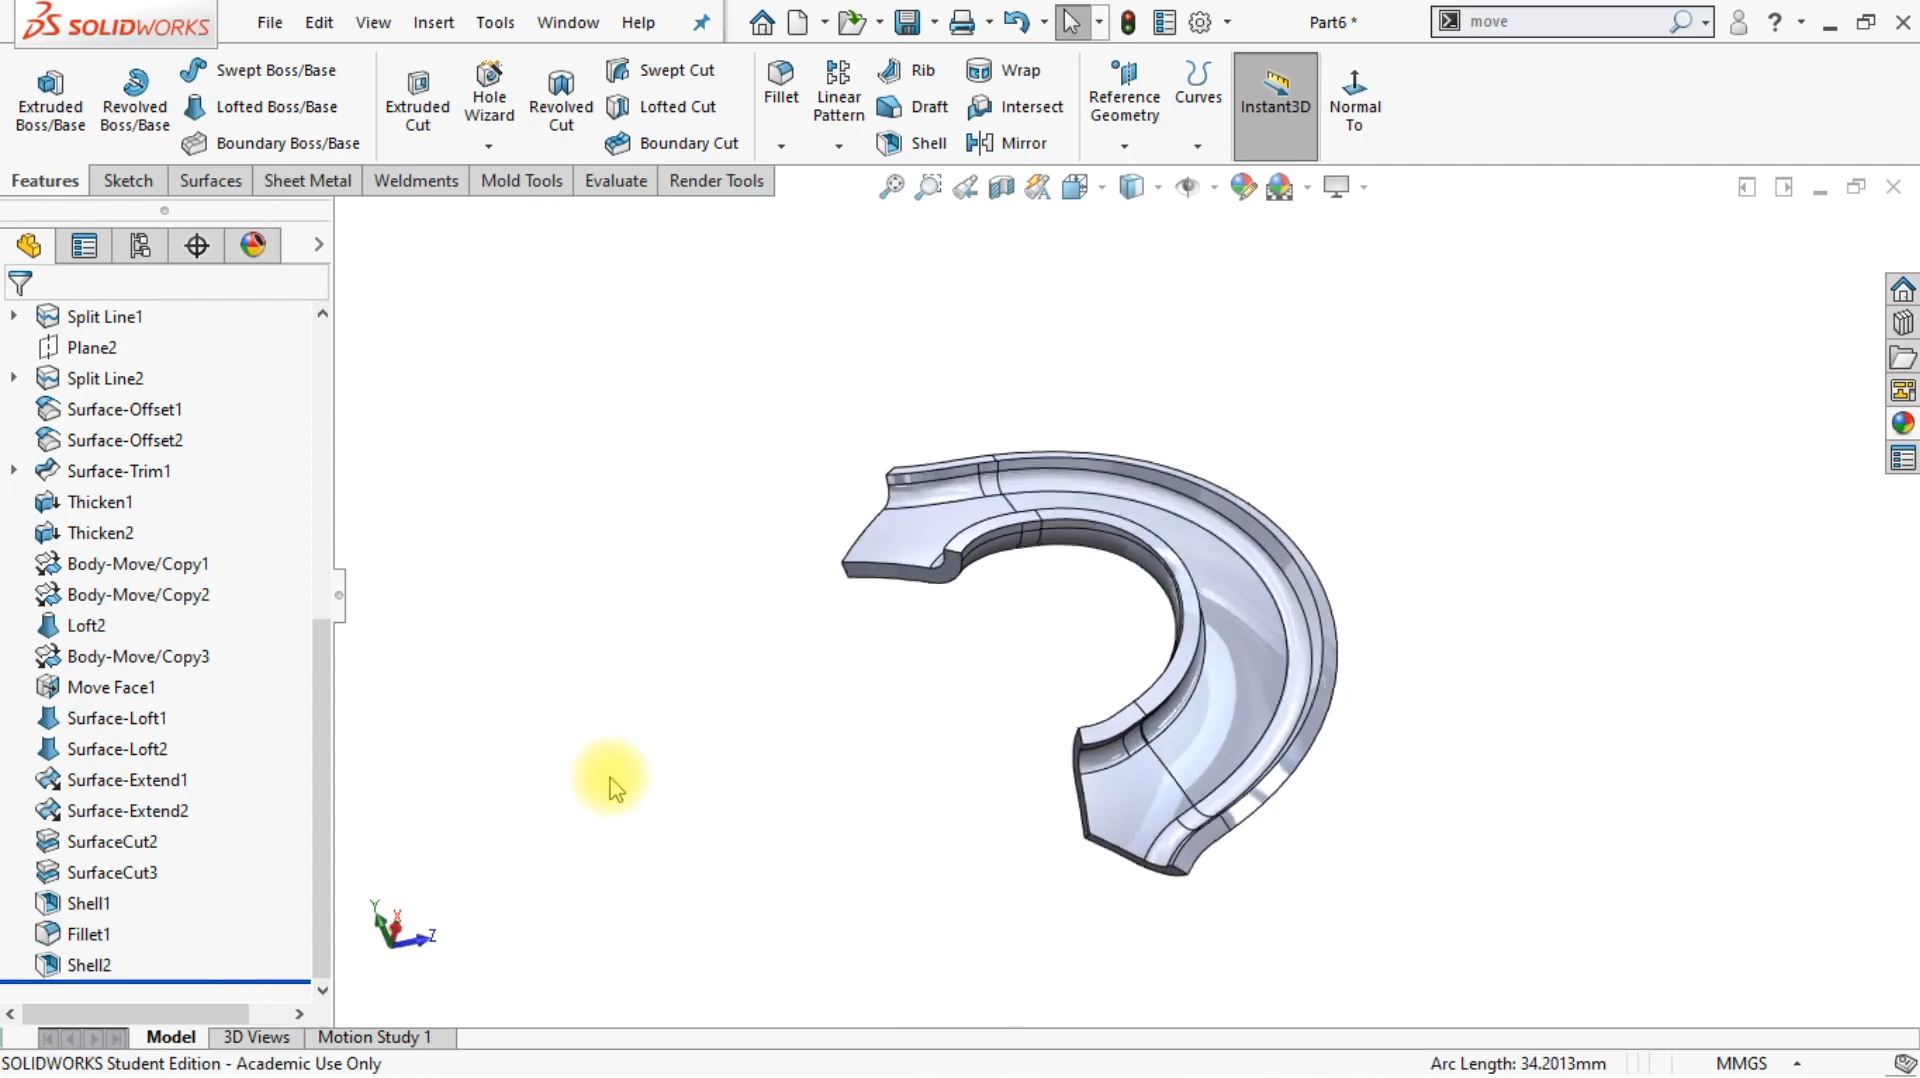 SOLIDWORKS
File
Edit
View
Insert
Tools
Window
Help
Part6 *
move
?
Extruded
Boss/Base
Revolved
Boss/Base
Swept Boss/Base
Lofted Boss/Base
Boundary Boss/Base
Extruded
Cut
Hole
Wizard
Revolved
Cut
Swept Cut
Lofted Cut
Boundary Cut
Fillet
Linear
Pattern
Rib
Draft
Shell
Wrap
Intersect
Mirror
Reference
Geometry
Curves
Instant3D
Normal
To
Features
Sketch
Surfaces
Sheet Metal
Weldments
Mold Tools
Evaluate
Render Tools
Split Line1
Plane2
Split Line2
Surface-Offset1
Surface-Offset2
Surface-Trim1
Thicken1
Thicken2
Body-Move/Copy1
Body-Move/Copy2
Loft2
Body-Move/Copy3
Move Face1
Surface-Loft1
Surface-Loft2
Surface-Extend1
Surface-Extend2
SurfaceCut2
SurfaceCut3
Shell1
Fillet1
Shell2
Y
X
Z
Model
3D Views
Motion Study 1
SOLIDWORKS Student Edition - Academic Use Only
Arc Length: 34.2013mm
MMGS